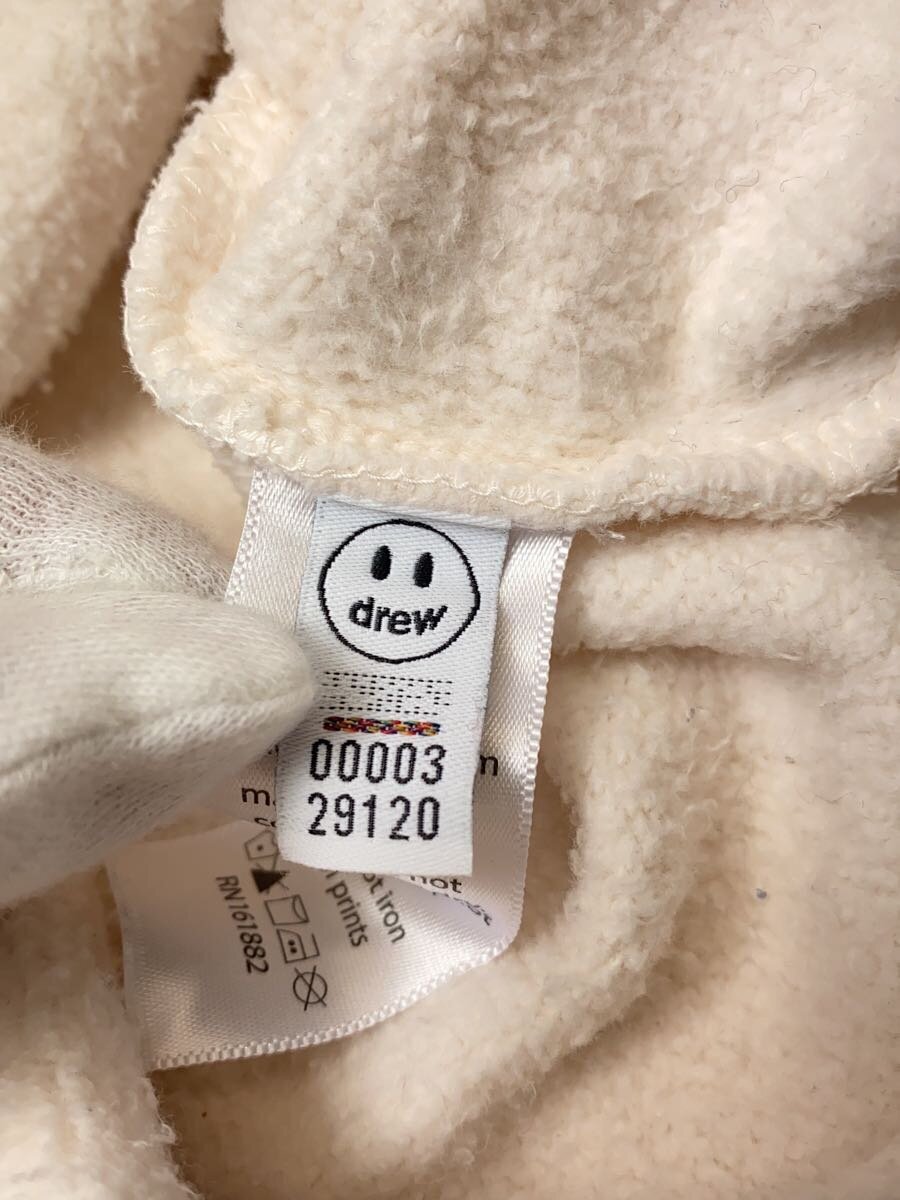 drew
00003
29120
m
m
not
ot iron
prints
RN161882